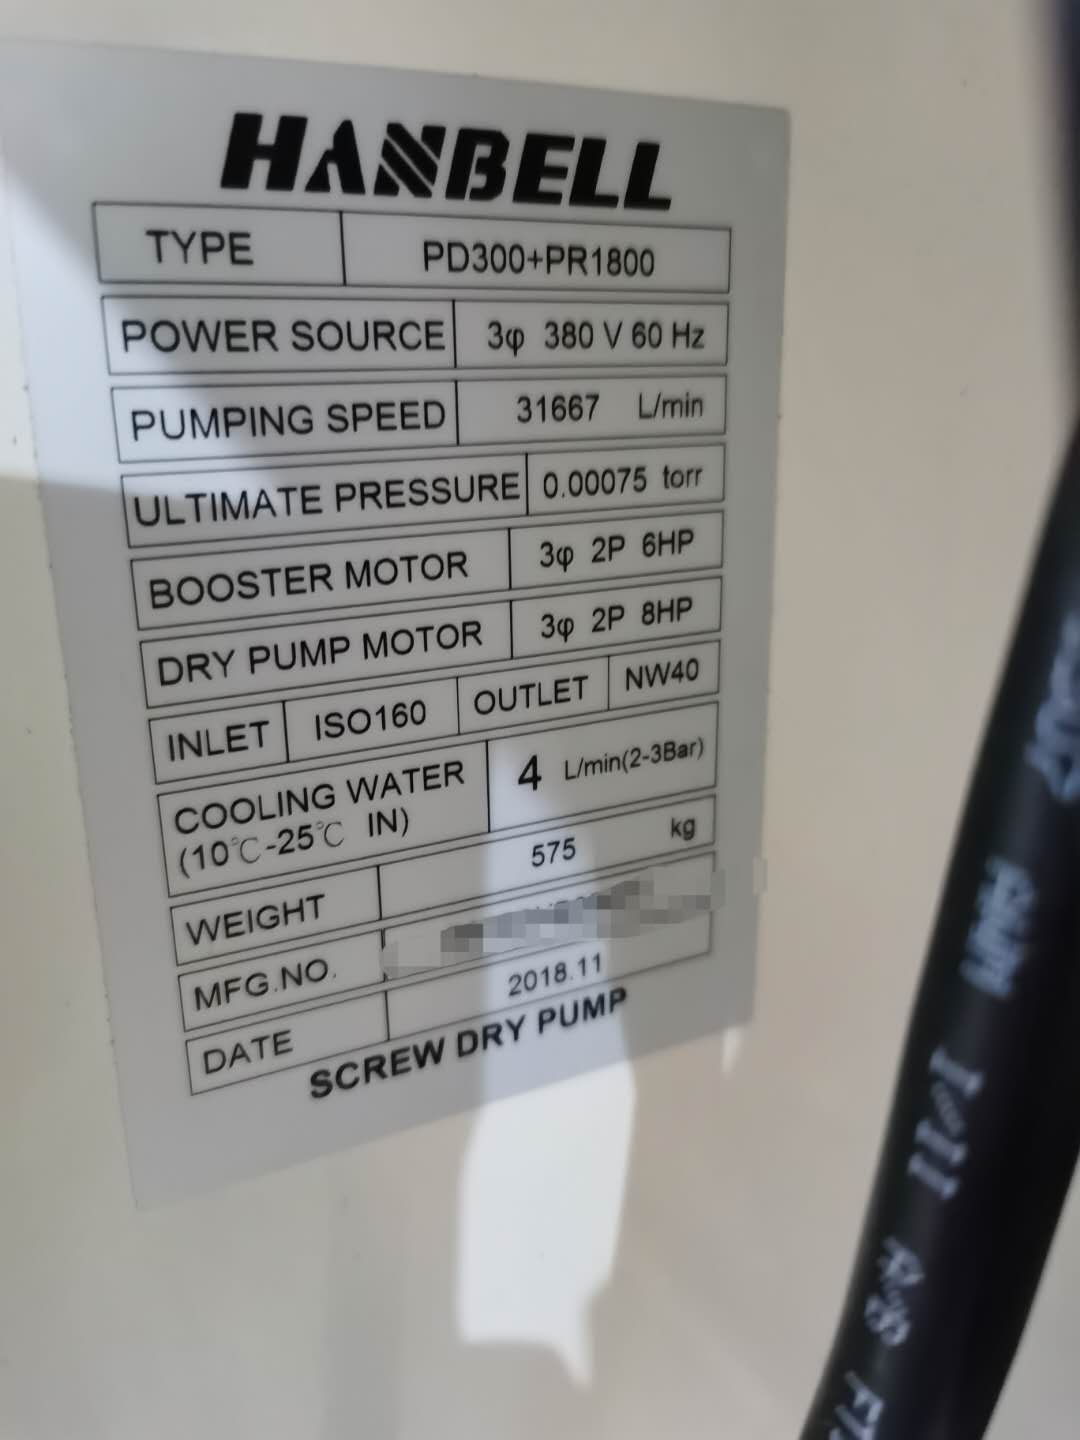 HANBELL
TYPE PD300+PR1800
POWER SOURCE 3φ 380 V 60 Hz
PUMPING SPEED 31667 L/min
ULTIMATE PRESSURE 0.00075 torr
BOOSTER MOTOR 3φ 2P 6HP
DRY PUMP MOTOR 3φ 2P 8HP
INLET ISO160 OUTLET NW40
COOLING WATER 4 L/min(2-3Bar)
(10℃-25℃ IN)
WEIGHT 575 kg
MFG.NO.
DATE 2018.11
SCREW DRY PUMP